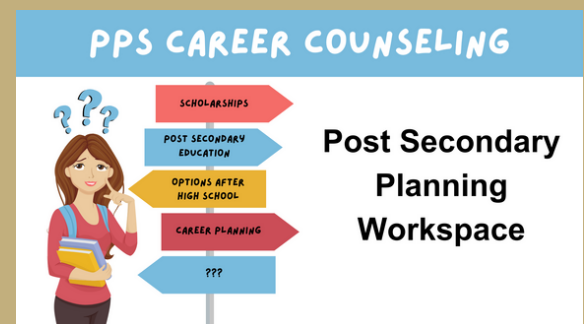 PPS CAREER COUNSELING
???
SCHOLARSHIPS
POST SECONDARY
EDUCATION
OPTIONS AFTER
HIGH SCHOOL
CAREER PLANNING
???
Post Secondary
Planning
Workspace